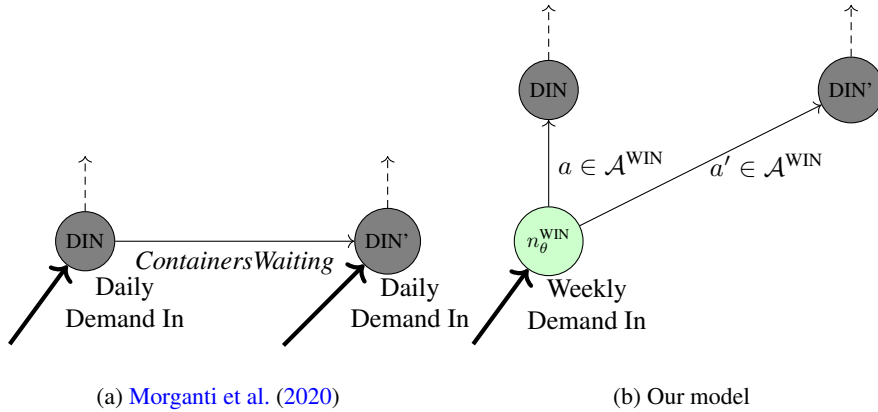 DIN
DIN'
a ∈ A^WIN
a′ ∈ A^WIN
DIN
DIN'
n_θ^WIN
ContainersWaiting
Daily
Demand In
Daily
Demand In
Weekly
Demand In
(a) Morganti et al. (2020)
(b) Our model